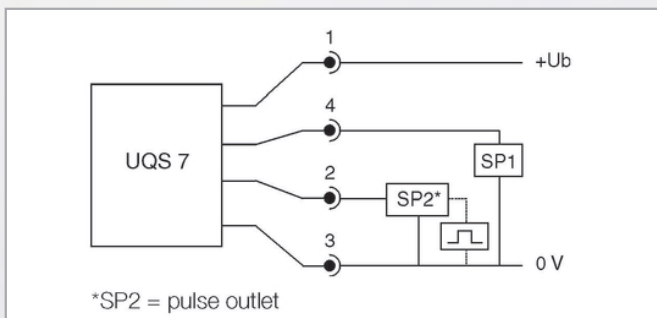 1
+Ub
4
UQS 7
SP1
2
SP2*
3
0 V
*SP2 = pulse outlet